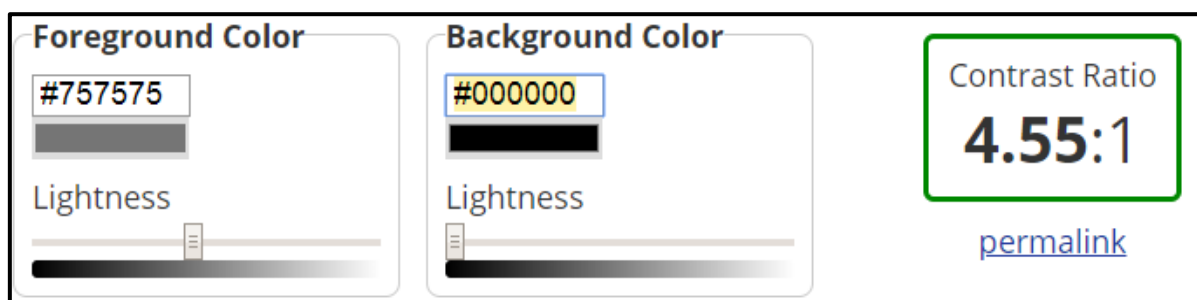 Foreground Color
#757575
Lightness
Background Color
#000000
Lightness
Contrast Ratio
4.55:1
permalink